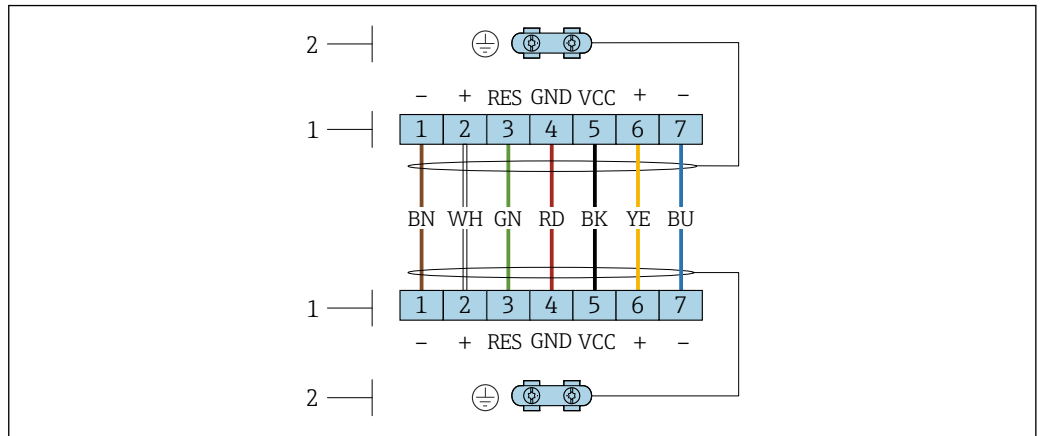 2
– + RES GND VCC + –
1 1 2 3 4 5 6 7
BN WH GN RD BK YE BU
1 1 2 3 4 5 6 7
– + RES GND VCC + –
2